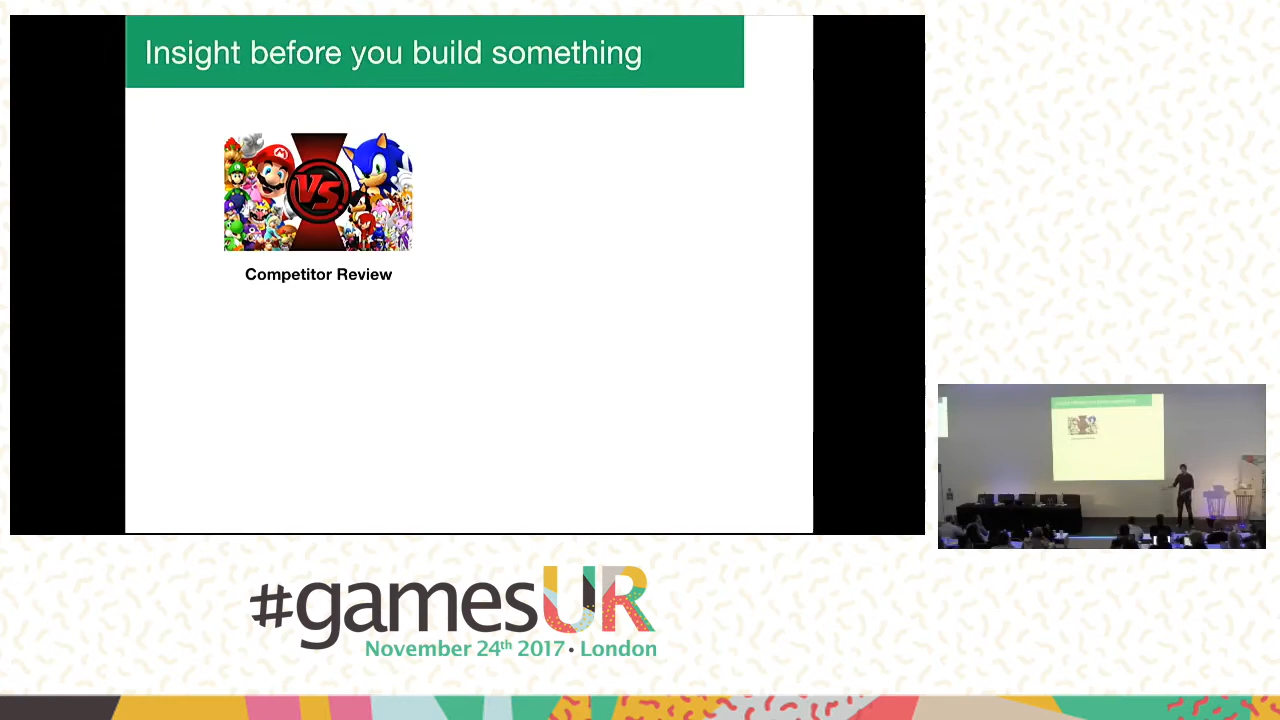 Insight before you build something
M
VS
Competitor Review
#gamesUR
November 24th 2017 • London